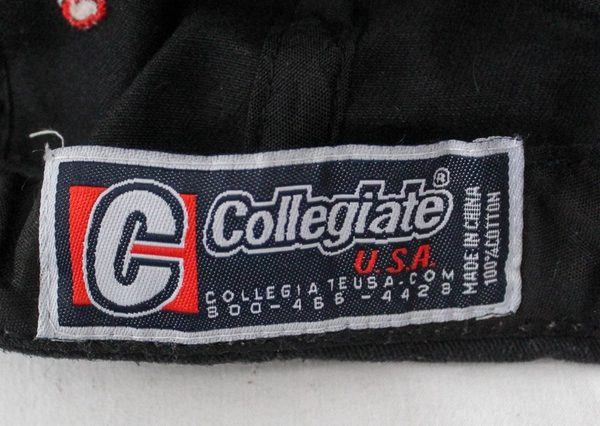 C
Collegiate®
U.S.A.
COLLEGIATEUSA.COM
800-466-4428
MADE IN CHINA
100% COTTON